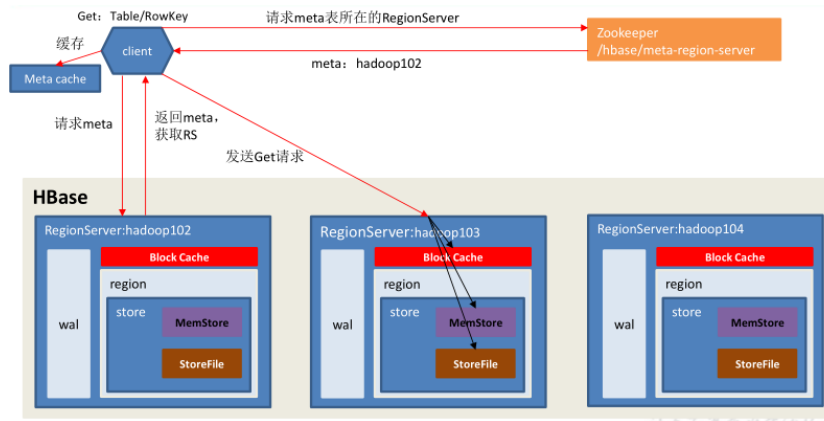 Get：Table/RowKey
请求meta表所在的RegionServer
Zookeeper
/hbase/meta-region-server
client
缓存
meta：hadoop102
Meta cache
请求meta
返回meta，
获取RS
发送Get请求
HBase
RegionServer:hadoop102
Block Cache
region
wal
store
MemStore
StoreFile
RegionServer:hadoop103
Block Cache
region
wal
store
MemStore
StoreFile
RegionServer:hadoop104
Block Cache
region
wal
store
MemStore
StoreFile